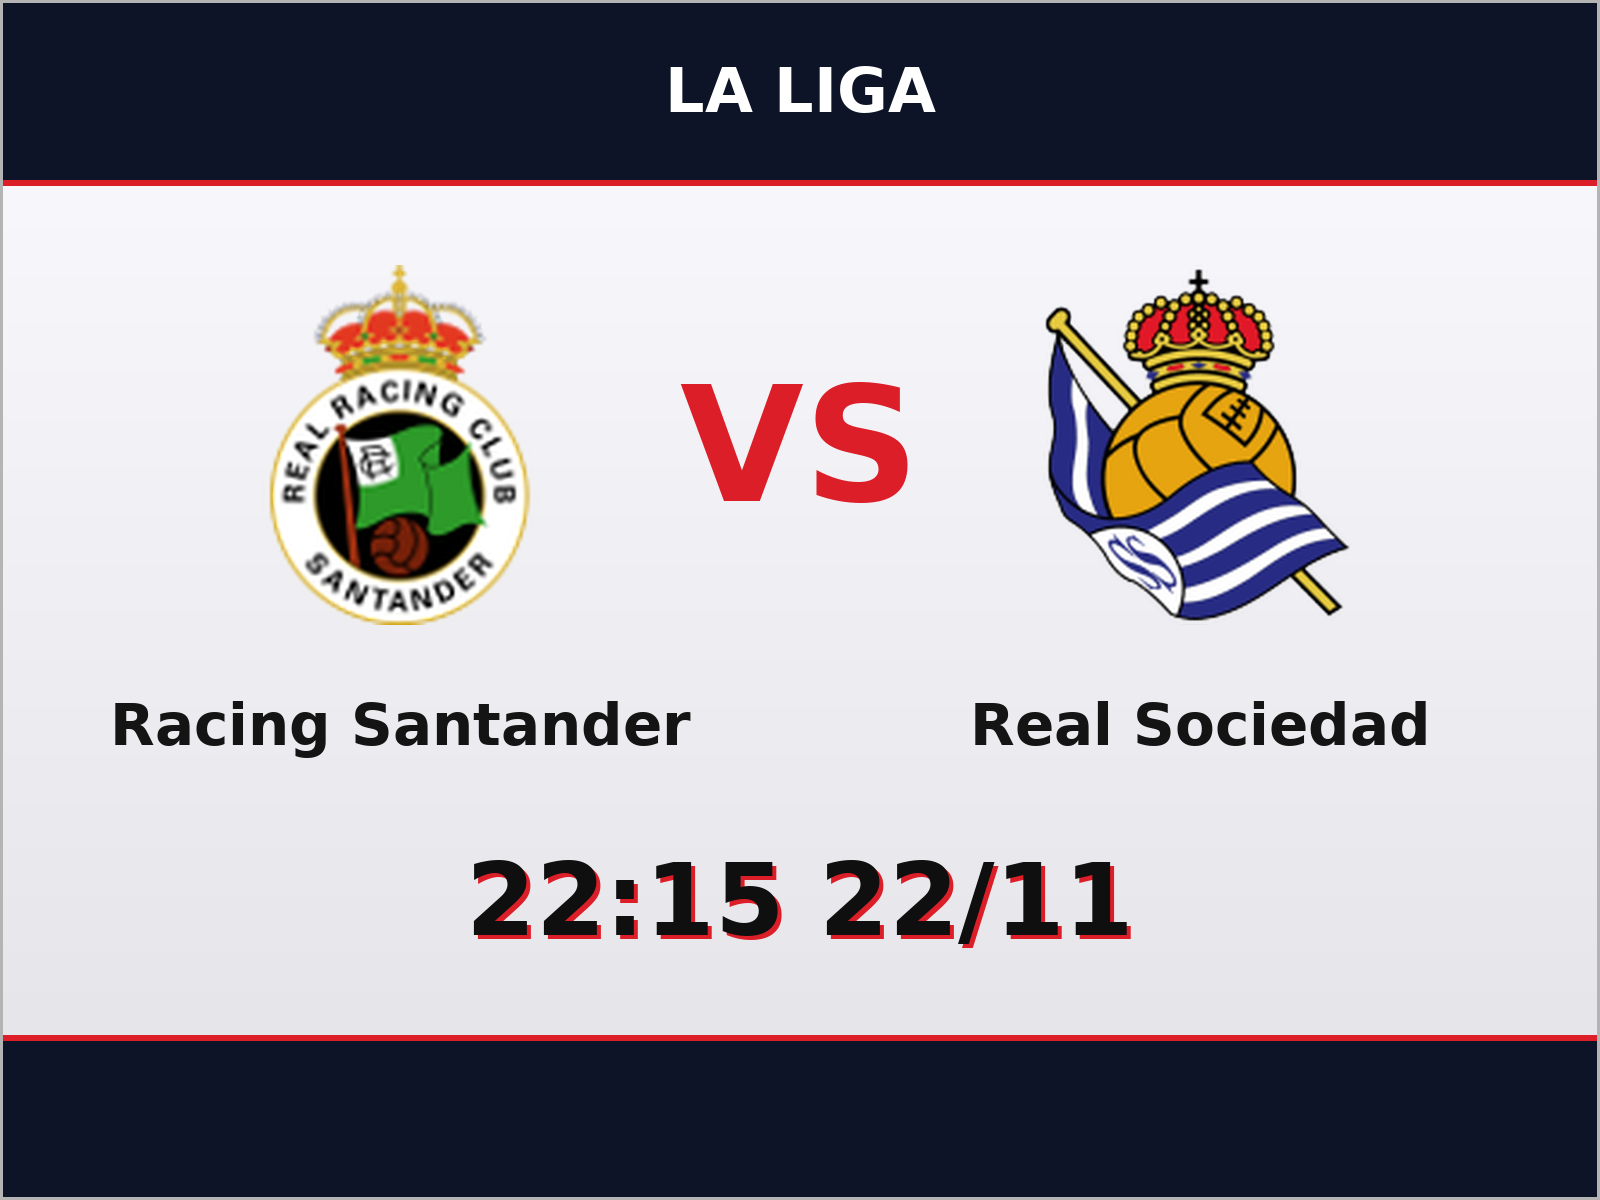 LA LIGA
REAL RACING CLUB
SANTANDER
VS
Racing Santander
Real Sociedad
22:15 22/11